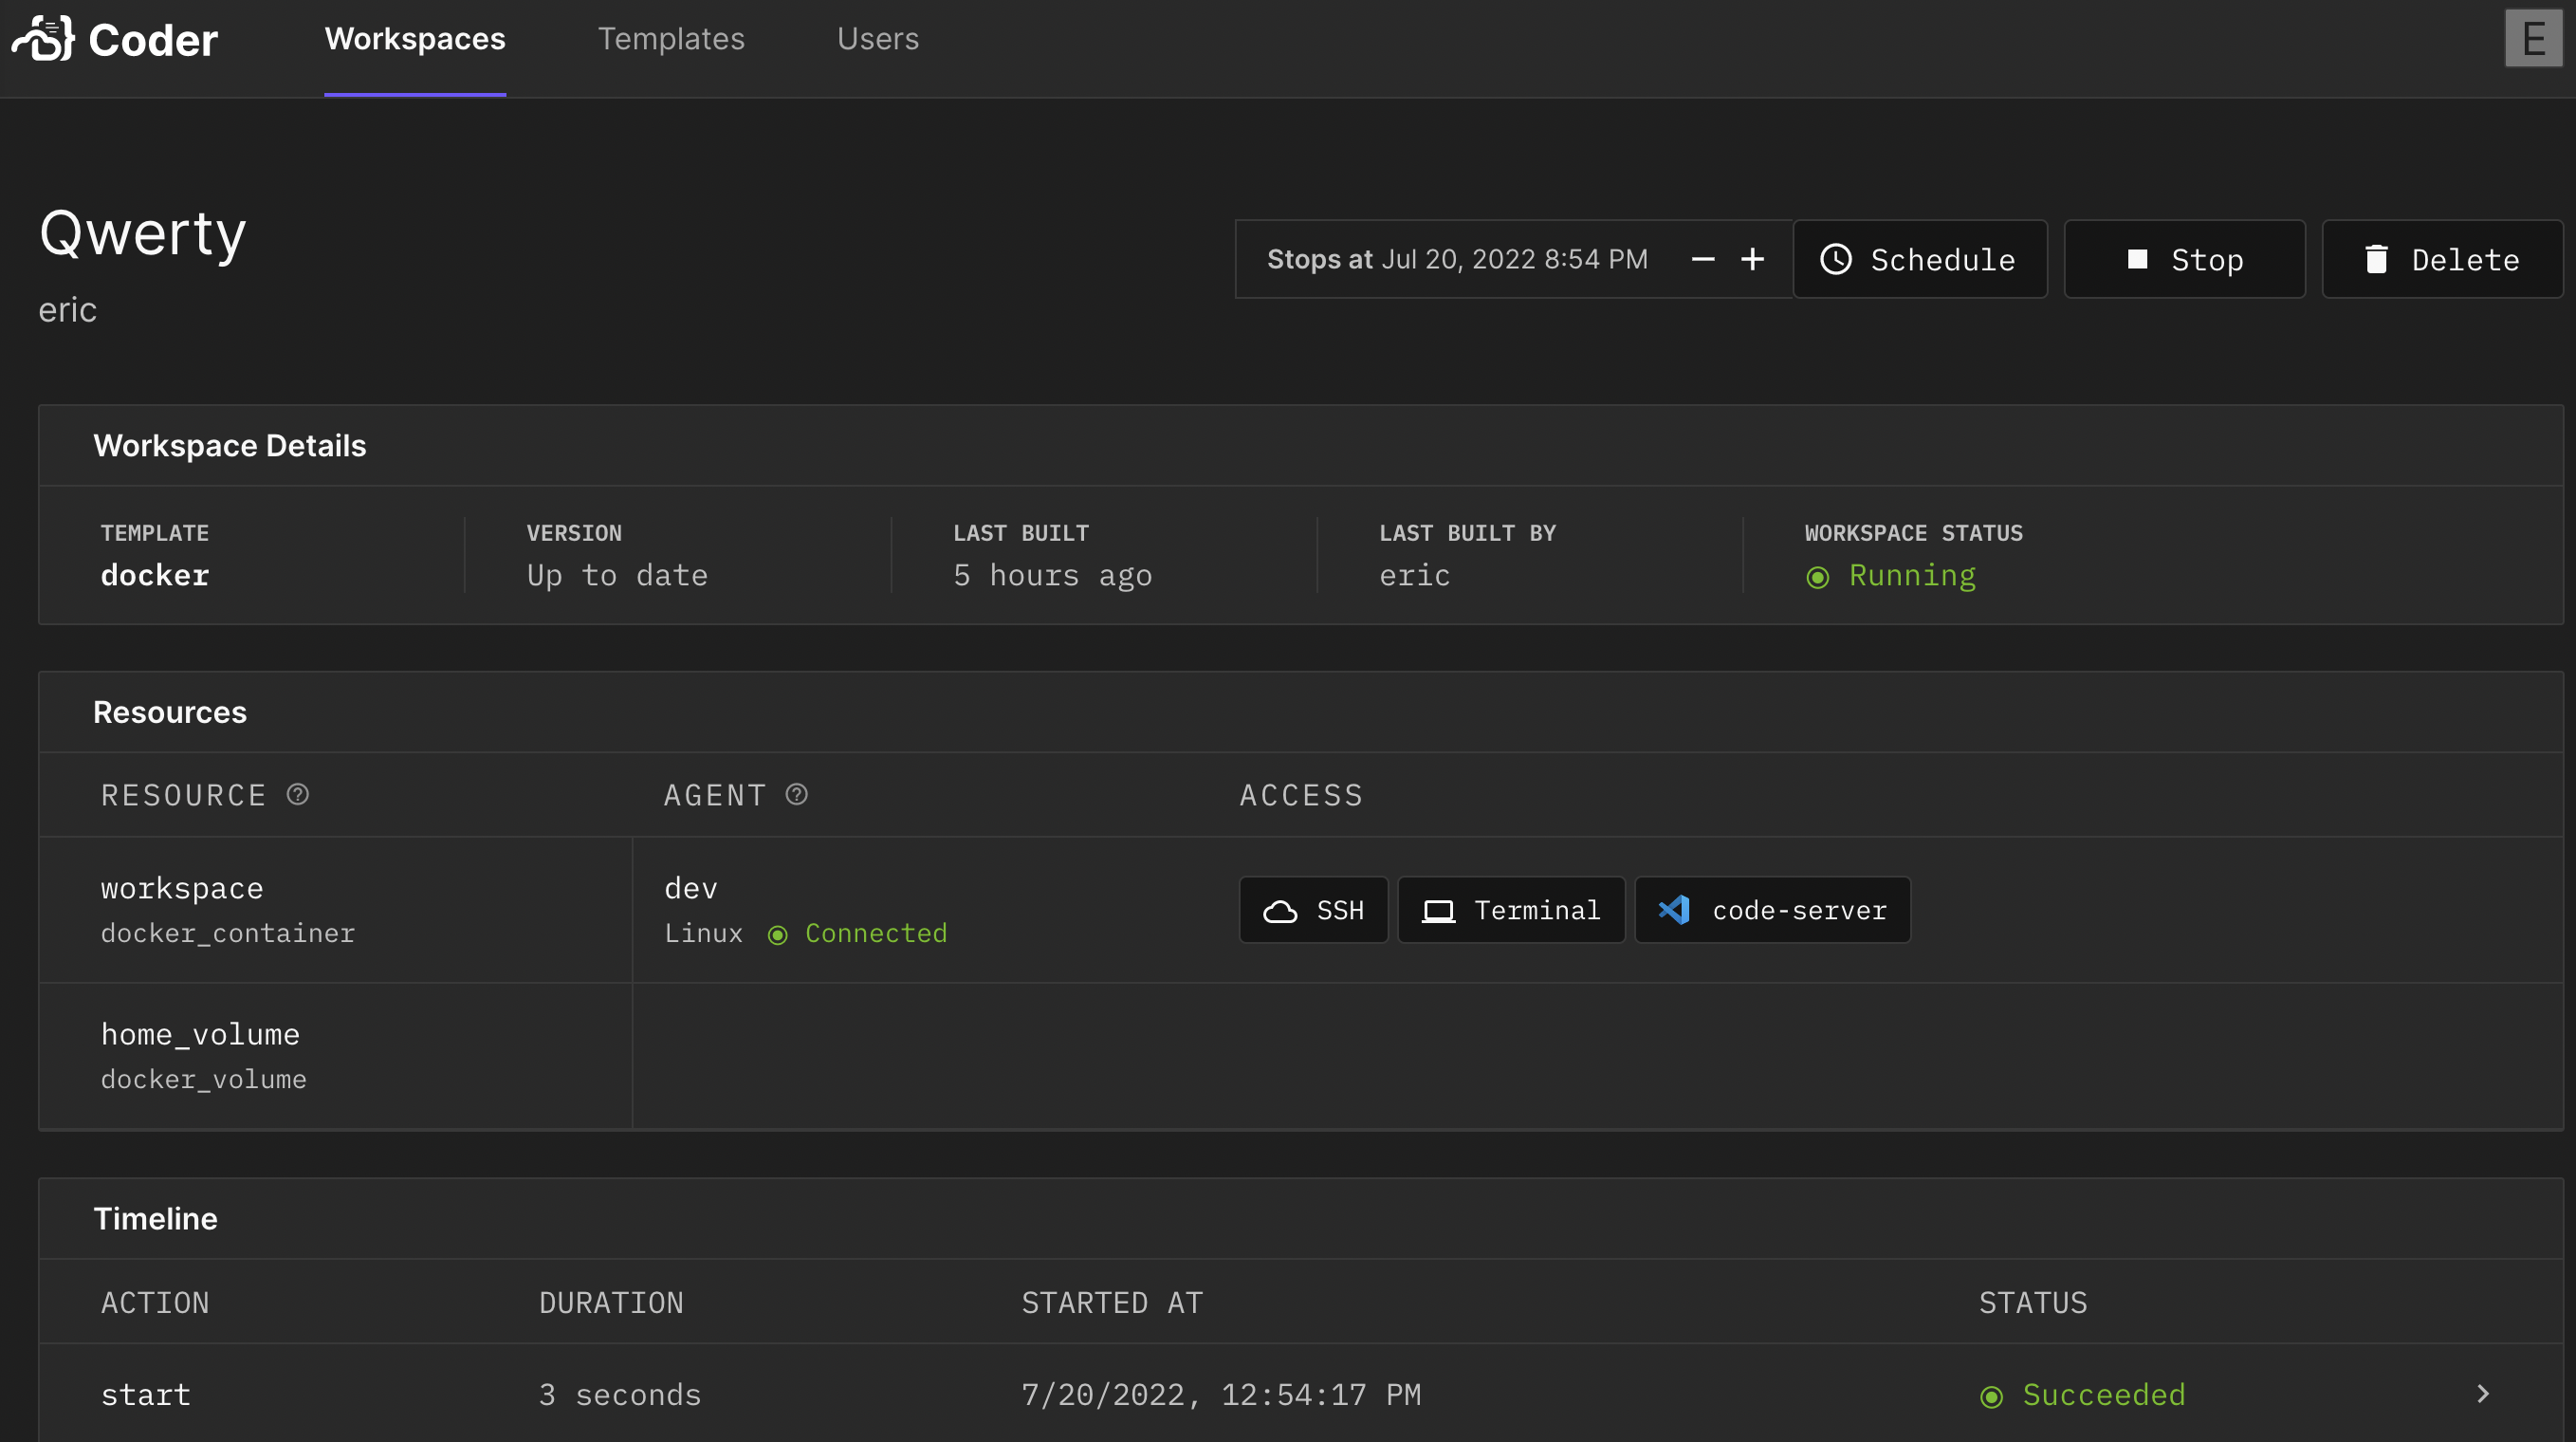 Coder Workspaces Templates Users E
Qwerty
eric
Stops at Jul 20, 2022 8:54 PM − + Schedule Stop Delete
Workspace Details
TEMPLATE VERSION LAST BUILT LAST BUILT BY WORKSPACE STATUS
docker Up to date 5 hours ago eric Running
Resources
RESOURCE ? AGENT ? ACCESS
workspace dev SSH Terminal code-server
docker_container Linux Connected
home_volume
docker_volume
Timeline
ACTION DURATION STARTED AT STATUS
start 3 seconds 7/20/2022, 12:54:17 PM Succeeded